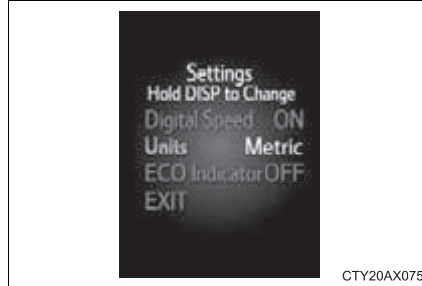 Settings
Hold DISP to Change
Digital Speed ON
Units Metric
ECO Indicator OFF
EXIT
CTY20AX075